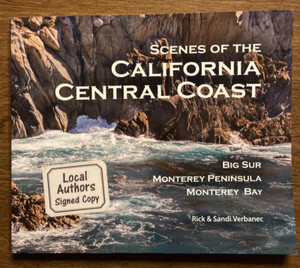 SCENES OF THE
CALIFORNIA
CENTRAL COAST
BIG SUR
MONTEREY PENINSULA
MONTEREY BAY
Local
Authors
Signed Copy
Rick & Sandi Verbanec